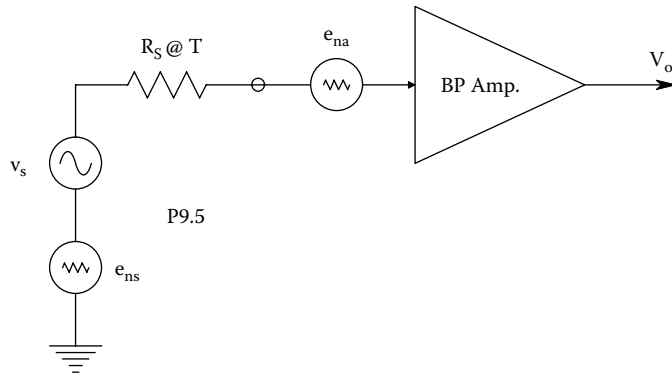 R_S @ T
e_na
BP Amp.
V_o
v_s
P9.5
e_ns